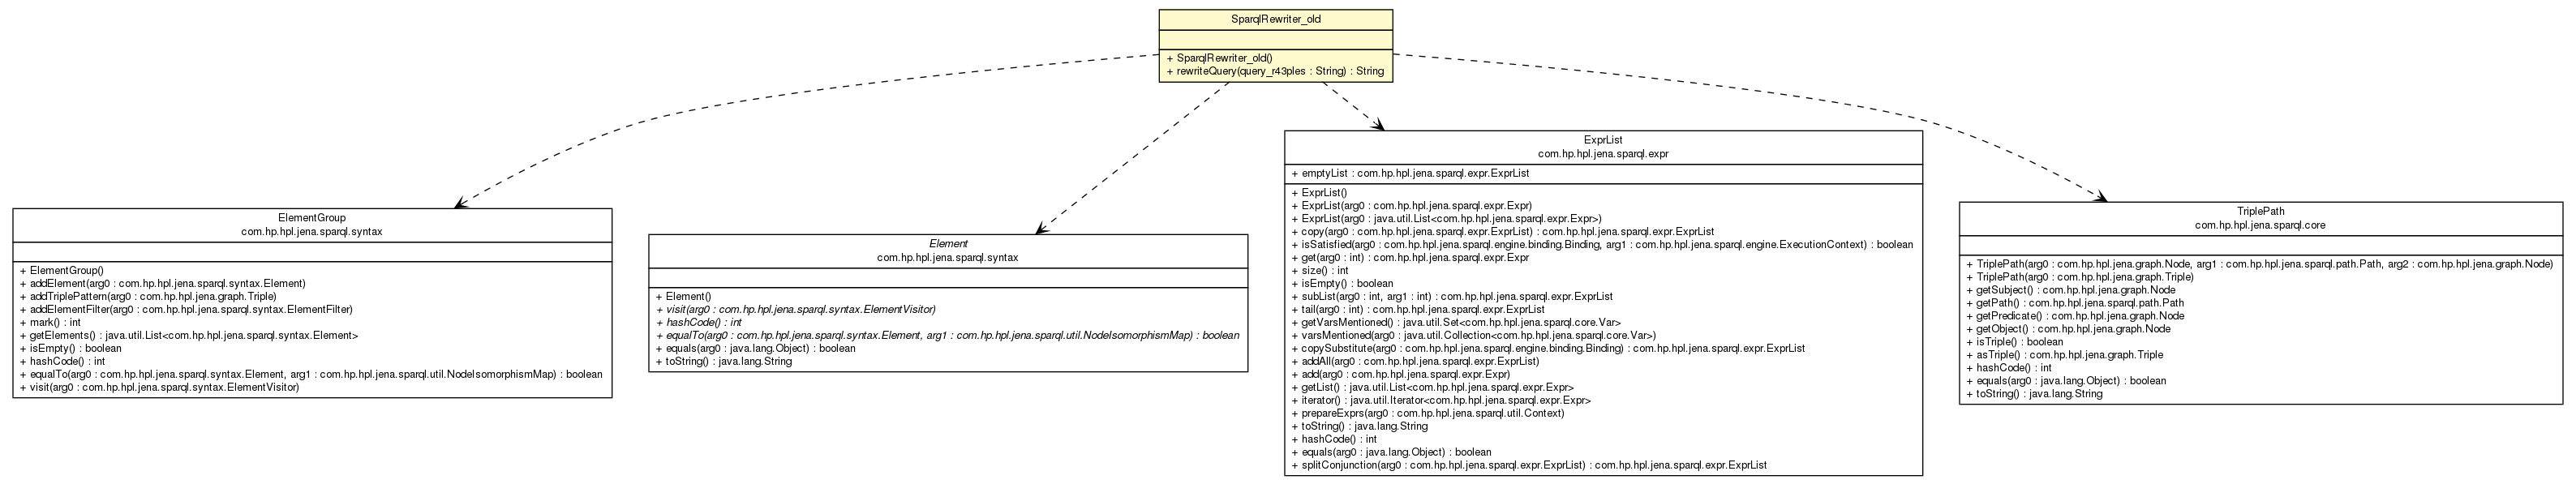 SparqlRewriter_old
+ SparqlRewriter_old()
+ rewriteQuery(query_r43ples : String) : String
ElementGroup
com.hp.hpl.jena.sparql.syntax
+ ElementGroup()
+ addElement(arg0 : com.hp.hpl.jena.sparql.syntax.Element)
+ addTriplePattern(arg0 : com.hp.hpl.jena.graph.Triple)
+ addElementFilter(arg0 : com.hp.hpl.jena.sparql.syntax.ElementFilter)
+ mark() : int
+ getElements() : java.util.List<com.hp.hpl.jena.sparql.syntax.Element>
+ isEmpty() : boolean
+ hashCode() : int
+ equalTo(arg0 : com.hp.hpl.jena.sparql.syntax.Element, arg1 : com.hp.hpl.jena.sparql.util.NodeIsomorphismMap) : boolean
+ visit(arg0 : com.hp.hpl.jena.sparql.syntax.ElementVisitor)
Element
com.hp.hpl.jena.sparql.syntax
+ Element()
+ visit(arg0 : com.hp.hpl.jena.sparql.syntax.ElementVisitor)
+ hashCode() : int
+ equalTo(arg0 : com.hp.hpl.jena.sparql.syntax.Element, arg1 : com.hp.hpl.jena.sparql.util.NodeIsomorphismMap) : boolean
+ equals(arg0 : java.lang.Object) : boolean
+ toString() : java.lang.String
ExprList
com.hp.hpl.jena.sparql.expr
+ emptyList : com.hp.hpl.jena.sparql.expr.ExprList
+ ExprList()
+ ExprList(arg0 : com.hp.hpl.jena.sparql.expr.Expr)
+ ExprList(arg0 : java.util.List<com.hp.hpl.jena.sparql.expr.Expr>)
+ copy(arg0 : com.hp.hpl.jena.sparql.expr.ExprList) : com.hp.hpl.jena.sparql.expr.ExprList
+ isSatisfied(arg0 : com.hp.hpl.jena.sparql.engine.binding.Binding, arg1 : com.hp.hpl.jena.sparql.engine.ExecutionContext) : boolean
+ get(arg0 : int) : com.hp.hpl.jena.sparql.expr.Expr
+ size() : int
+ isEmpty() : boolean
+ subList(arg0 : int, arg1 : int) : com.hp.hpl.jena.sparql.expr.ExprList
+ tail(arg0 : int) : com.hp.hpl.jena.sparql.expr.ExprList
+ getVarsMentioned() : java.util.Set<com.hp.hpl.jena.sparql.core.Var>
+ varsMentioned(arg0 : java.util.Collection<com.hp.hpl.jena.sparql.core.Var>)
+ copySubstitute(arg0 : com.hp.hpl.jena.sparql.engine.binding.Binding) : com.hp.hpl.jena.sparql.expr.ExprList
+ addAll(arg0 : com.hp.hpl.jena.sparql.expr.ExprList)
+ add(arg0 : com.hp.hpl.jena.sparql.expr.Expr)
+ getList() : java.util.List<com.hp.hpl.jena.sparql.expr.Expr>
+ iterator() : java.util.Iterator<com.hp.hpl.jena.sparql.expr.Expr>
+ prepareExprs(arg0 : com.hp.hpl.jena.sparql.util.Context)
+ toString() : java.lang.String
+ hashCode() : int
+ equals(arg0 : java.lang.Object) : boolean
+ splitConjunction(arg0 : com.hp.hpl.jena.sparql.expr.ExprList) : com.hp.hpl.jena.sparql.expr.ExprList
TriplePath
com.hp.hpl.jena.sparql.core
+ TriplePath(arg0 : com.hp.hpl.jena.graph.Node, arg1 : com.hp.hpl.jena.sparql.path.Path, arg2 : com.hp.hpl.jena.graph.Node)
+ TriplePath(arg0 : com.hp.hpl.jena.graph.Triple)
+ getSubject() : com.hp.hpl.jena.graph.Node
+ getPath() : com.hp.hpl.jena.sparql.path.Path
+ getPredicate() : com.hp.hpl.jena.graph.Node
+ getObject() : com.hp.hpl.jena.graph.Node
+ isTriple() : boolean
+ asTriple() : com.hp.hpl.jena.graph.Triple
+ hashCode() : int
+ equals(arg0 : java.lang.Object) : boolean
+ toString() : java.lang.String